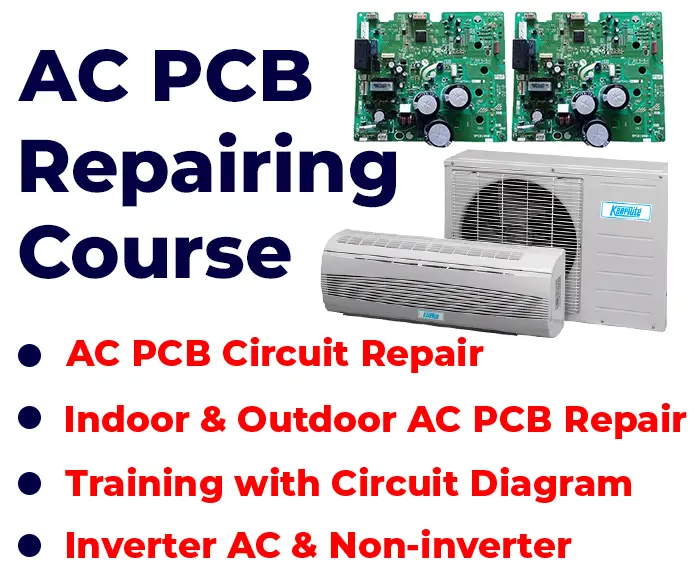 AC PCB
Repairing
Course
AC PCB Circuit Repair
Indoor & Outdoor AC PCB Repair
Training with Circuit Diagram
Inverter AC & Non-inverter